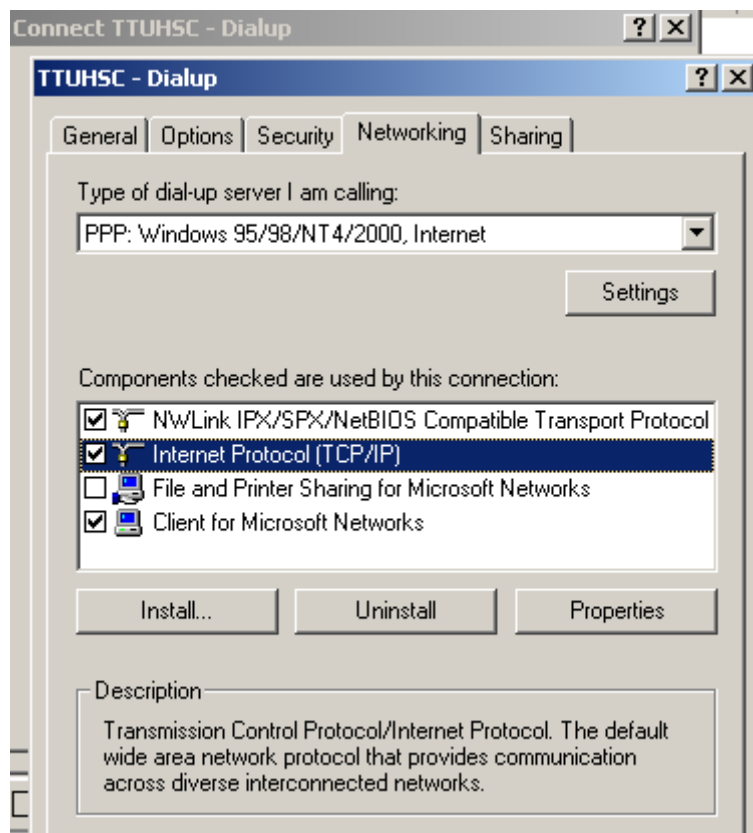 Connect TTUHSC - Dialup
TTUHSC - Dialup
General Options Security Networking Sharing
Type of dial-up server I am calling:
PPP: Windows 95/98/NT4/2000, Internet
Settings
Components checked are used by this connection:
NWLink IPX/SPX/NetBIOS Compatible Transport Protocol
Internet Protocol (TCP/IP)
File and Printer Sharing for Microsoft Networks
Client for Microsoft Networks
Install... Uninstall Properties
Description
Transmission Control Protocol/Internet Protocol. The default
wide area network protocol that provides communication
across diverse interconnected networks.